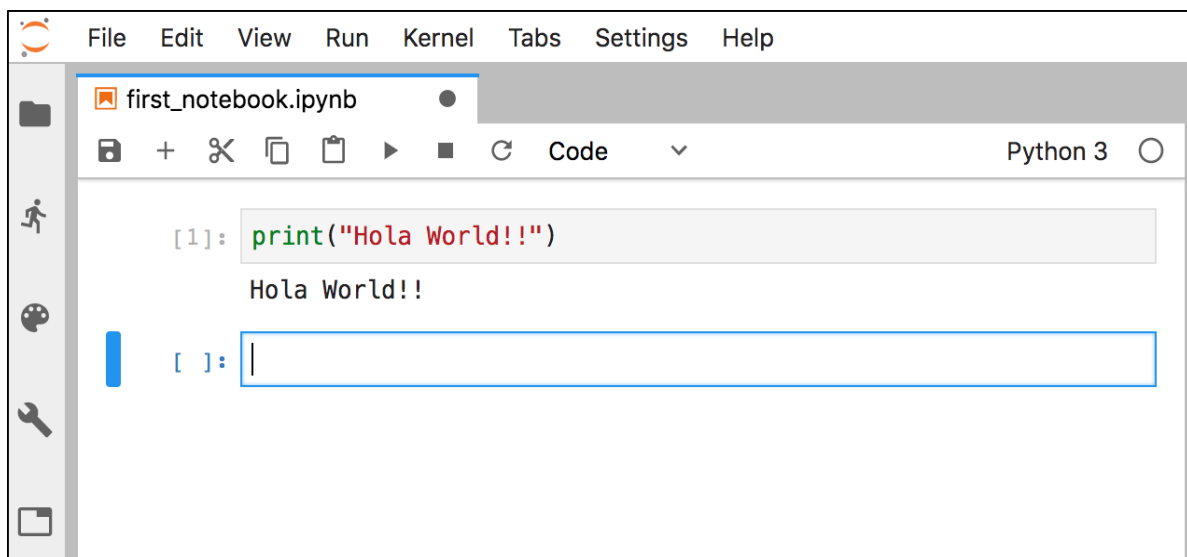 File Edit View Run Kernel Tabs Settings Help
first_notebook.ipynb
Code Python 3
[1]: print("Hola World!!")
Hola World!!
[ ]: